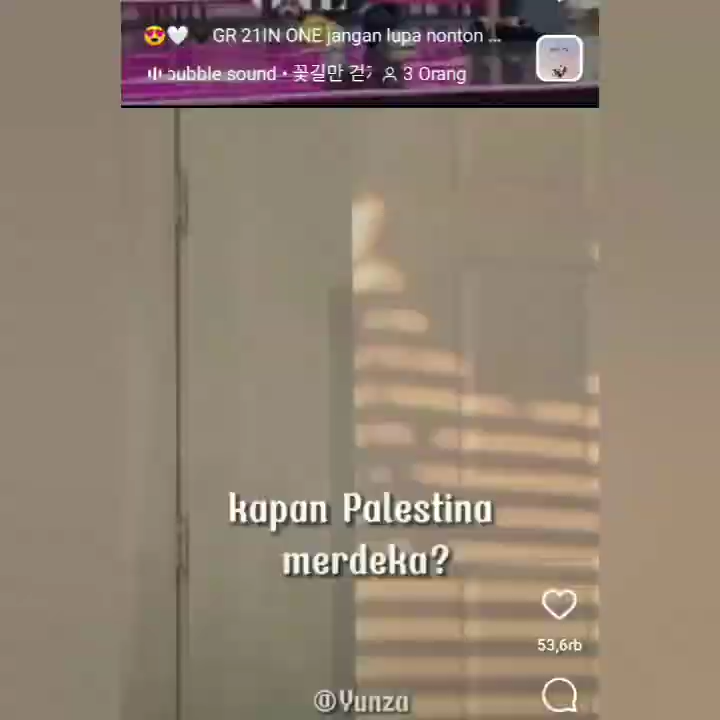 😍🤍 GR 21IN ONE jangan lupa nonton ...
bubble sound • 꽃길만 걷기 3 Orang
kapan Palestina
merdeka?
53,6rb
@Yunza